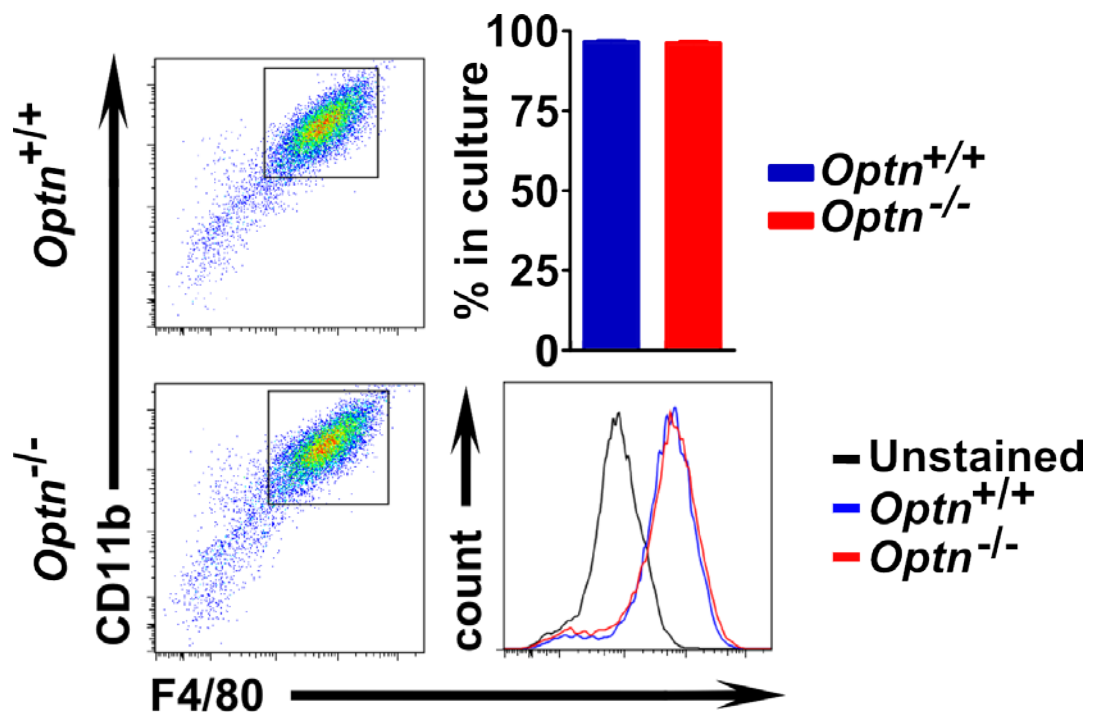 Optn+/+
Optn-/-
CD11b
F4/80
% in culture
100
75
50
25
0
Optn+/+
Optn-/-
count
Unstained
Optn+/+
Optn-/-